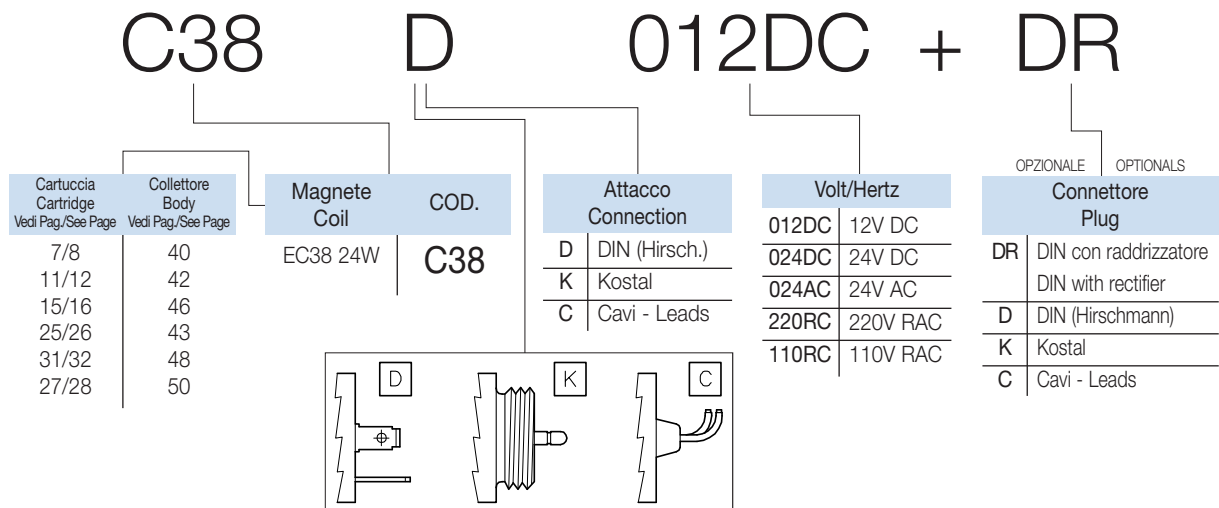 C38 D 012DC + DR
OPZIONALE OPTIONALS
Cartuccia
Cartridge
Vedi Pag./See Page
Collettore
Body
Vedi Pag./See Page
7/8 40
11/12 42
15/16 46
25/26 43
31/32 48
27/28 50
Magnete
Coil
COD.
EC38 24W C38
Attacco
Connection
D DIN (Hirsch.)
K Kostal
C Cavi - Leads
Volt/Hertz
012DC 12V DC
024DC 24V DC
024AC 24V AC
220RC 220V RAC
110RC 110V RAC
Connettore
Plug
DR DIN con raddrizzatore
DIN with rectifier
D DIN (Hirschmann)
K Kostal
C Cavi - Leads
D K C